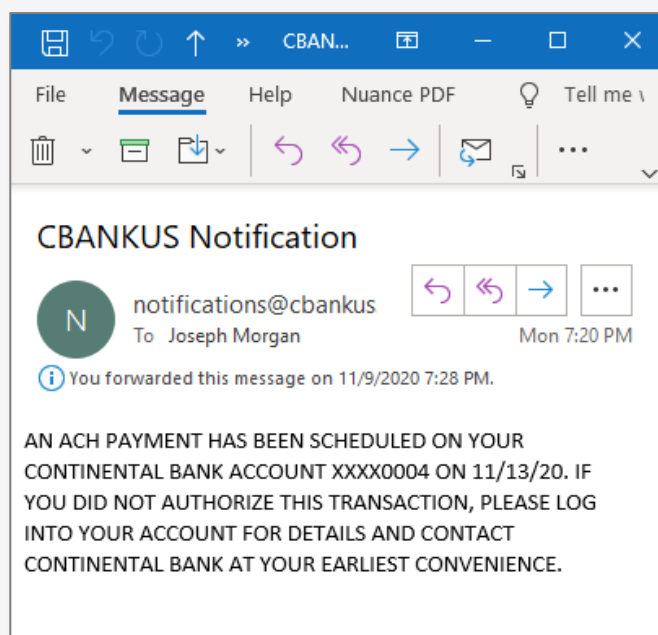 CBAN...
File Message Help Nuance PDF Tell me
CBANKUS Notification
N
notifications@cbankus
To Joseph Morgan
Mon 7:20 PM
You forwarded this message on 11/9/2020 7:28 PM.
AN ACH PAYMENT HAS BEEN SCHEDULED ON YOUR
CONTINENTAL BANK ACCOUNT XXXX0004 ON 11/13/20. IF
YOU DID NOT AUTHORIZE THIS TRANSACTION, PLEASE LOG
INTO YOUR ACCOUNT FOR DETAILS AND CONTACT
CONTINENTAL BANK AT YOUR EARLIEST CONVENIENCE.